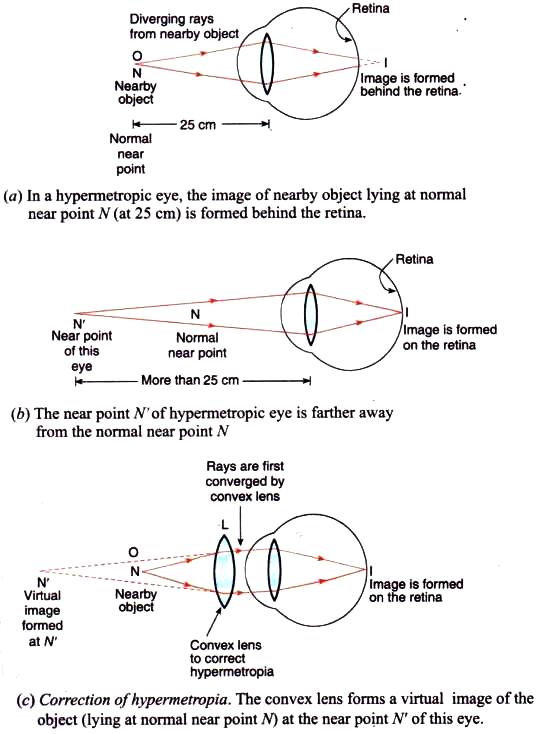 Diverging rays
from nearby object
Retina
O
N
Nearby
object
I
Image is formed
behind the retina.
25 cm
Normal
near
point
(a) In a hypermetropic eye, the image of nearby object lying at normal
near point N (at 25 cm) is formed behind the retina.
Retina
N'
Near point
of this
eye
N
Normal
near point
I
Image is formed
on the retina
More than 25 cm
(b) The near point N' of hypermetropic eye is farther away
from the normal near point N
Rays are first
converged by
convex lens
L
O
N
Nearby
object
N'
Virtual
image
formed
at N'
I
Image is formed
on the retina
Convex lens
to correct
hypermetropia
(c) Correction of hypermetropia. The convex lens forms a virtual image of the
object (lying at normal near point N) at the near point N' of this eye.